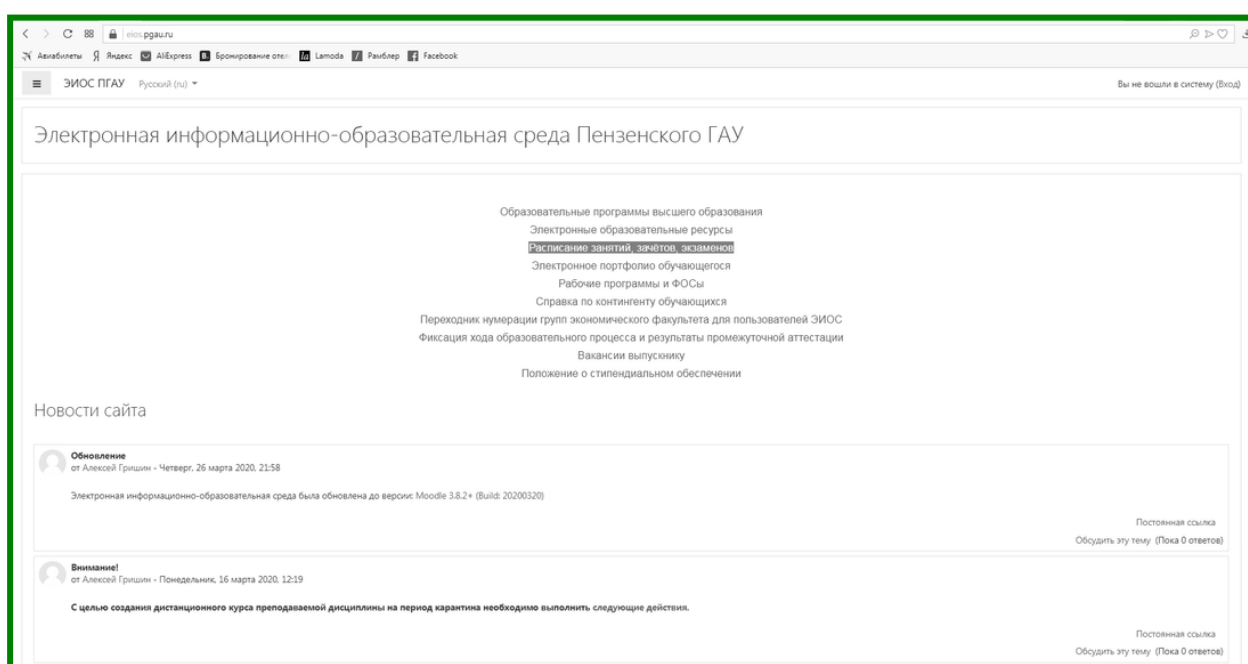 eios.pgau.ru
Авиабилеты Яндекс AliExpress Бронирование отел Lamoda Рамблер Facebook
ЭИОС ПГАУ Русский (ru) Вы не вошли в систему (Вход)
Электронная информационно-образовательная среда Пензенского ГАУ
Образовательные программы высшего образования
Электронные образовательные ресурсы
Расписание занятий, зачётов, экзаменов
Электронное портфолио обучающегося
Рабочие программы и ФОСы
Справка по контингенту обучающихся
Переходник нумерации групп экономического факультета для пользователей ЭИОС
Фиксация хода образовательного процесса и результаты промежуточной аттестации
Вакансии выпускнику
Положение о стипендиальном обеспечении
Новости сайта
Обновление
от Алексей Гришин - Четверг, 26 марта 2020, 21:58
Электронная информационно-образовательная среда была обновлена до версии: Moodle 3.8.2+ (Build: 20200320)
Постоянная ссылка
Обсудить эту тему (Пока 0 ответов)
Внимание!
от Алексей Гришин - Понедельник, 16 марта 2020, 12:19
С целью создания дистанционного курса преподаваемой дисциплины на период карантина необходимо выполнить следующие действия.
Постоянная ссылка
Обсудить эту тему (Пока 0 ответов)